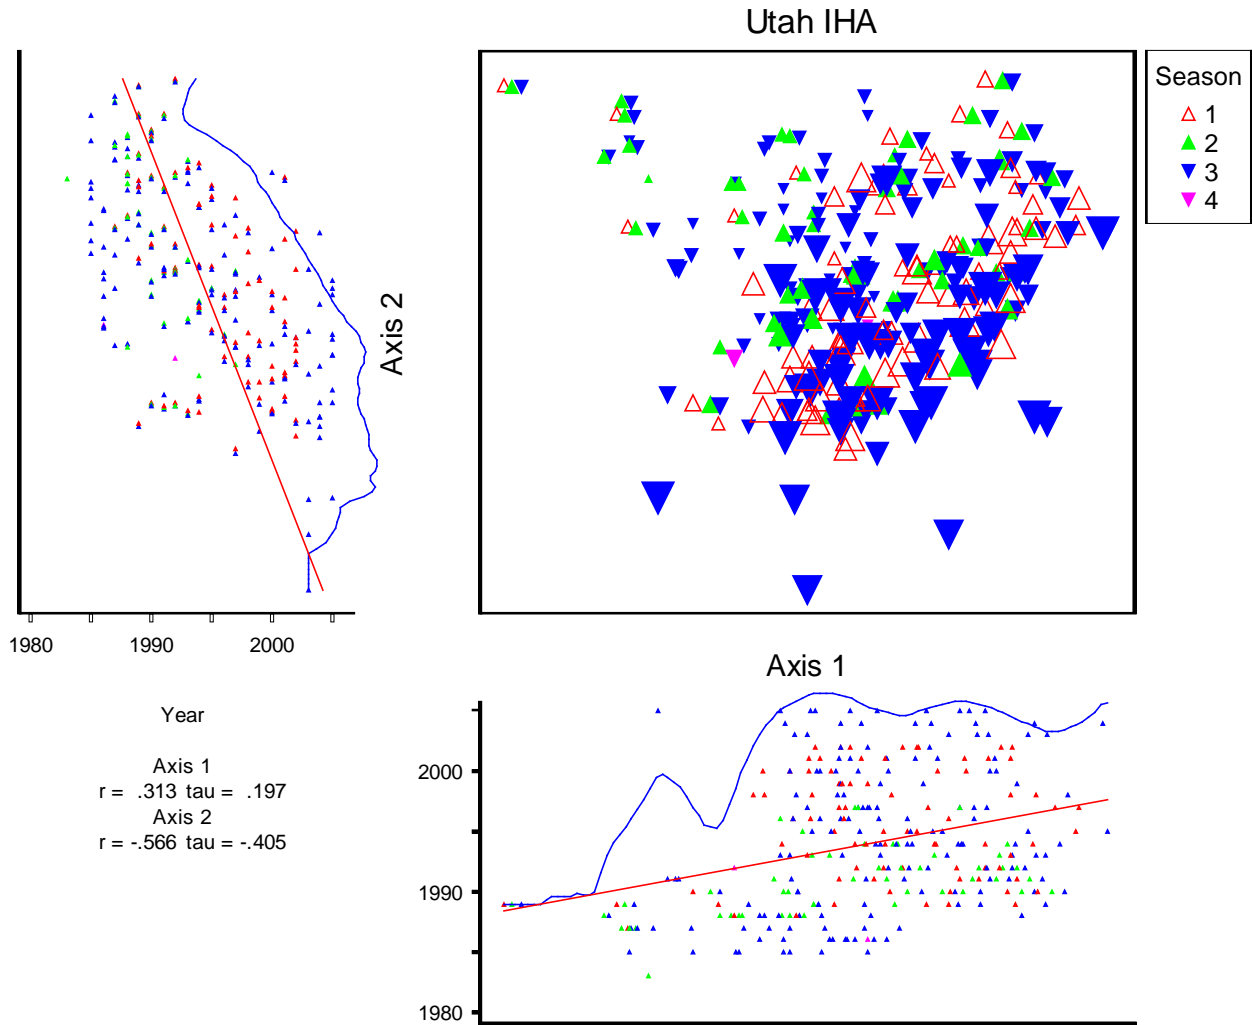 Utah IHA
Season
1
2
3
4
Axis 2
1980 1990 2000
Axis 1
Year
Axis 1
r = .313 tau = .197
Axis 2
r = -.566 tau = -.405
2000
1990
1980